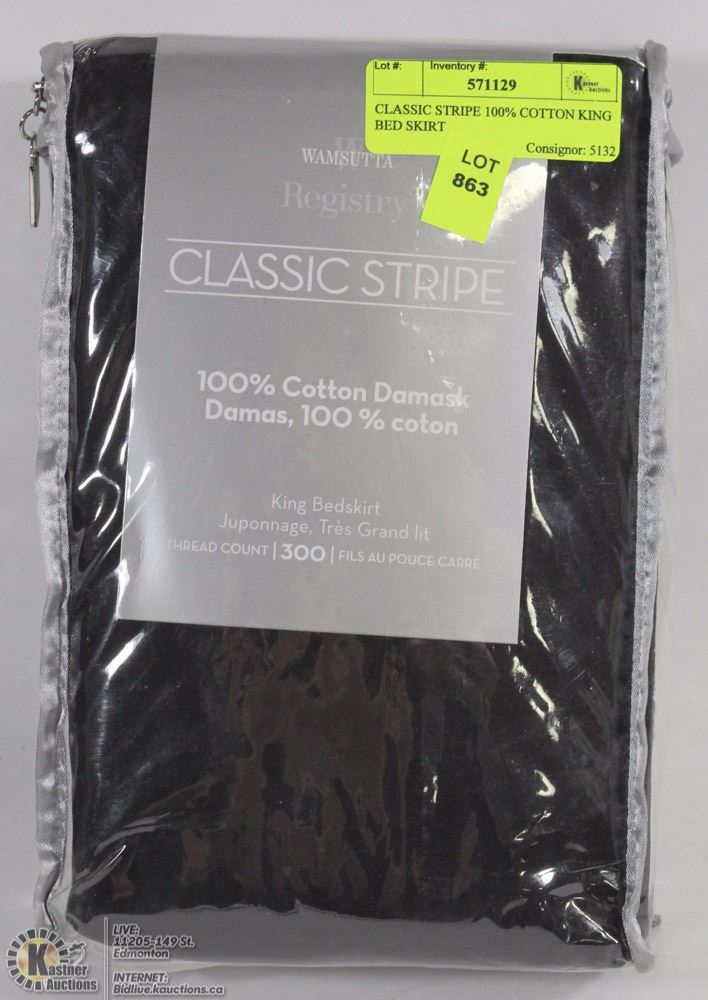 Lot #:
Inventory #:
571129
Kastner
Auctions
CLASSIC STRIPE 100% COTTON KING
BED SKIRT
Consignor: 5132
LOT
863
W
WAMSUTTA
Registry
CLASSIC STRIPE
100% Cotton Damask
Damas, 100 % coton
King Bedskirt
Juponnage, Très Grand lit
THREAD COUNT | 300 | FILS AU POUCE CARRÉ
Kastner
Auctions
LIVE:
11205-149 St.
Edmonton
INTERNET:
Bidlive.kauctions.ca